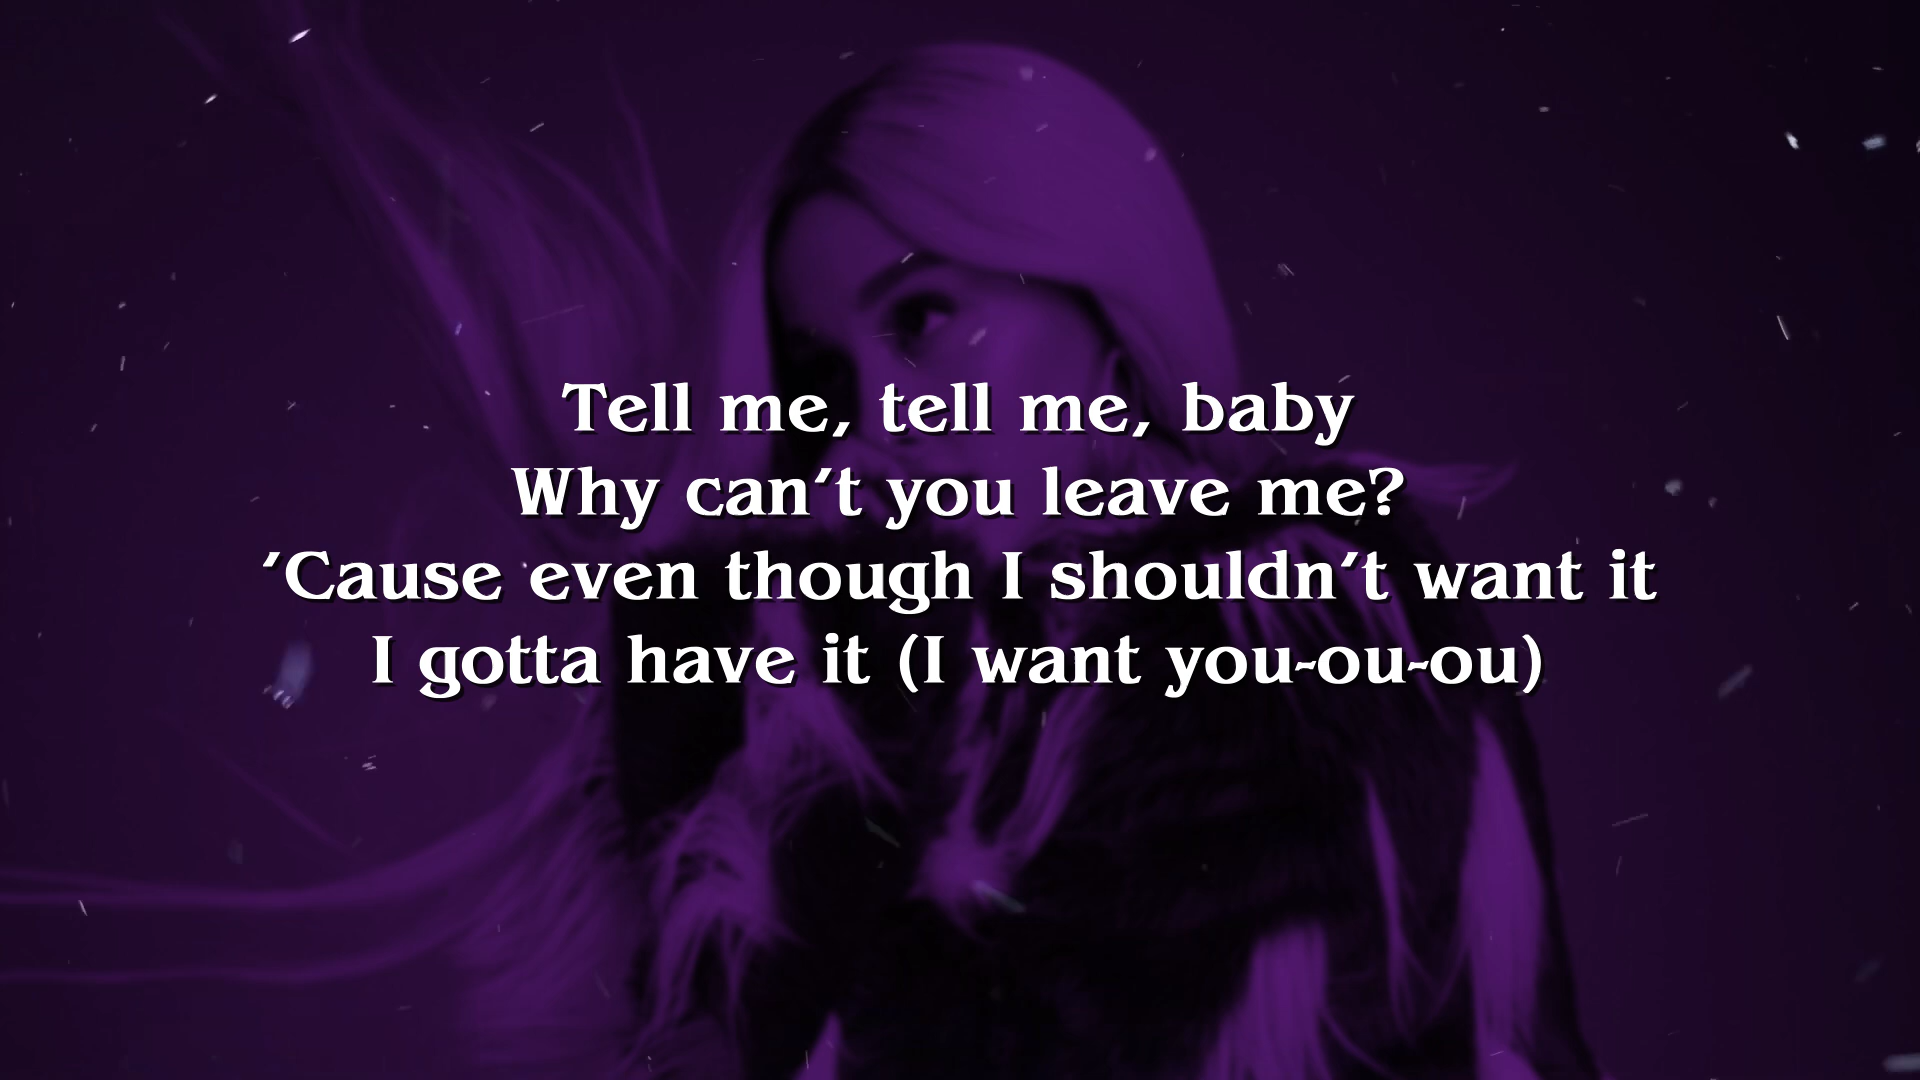 Tell me, tell me, baby
Why can't you leave me?
'Cause even though I shouldn't want it
I gotta have it (I want you-ou-ou)